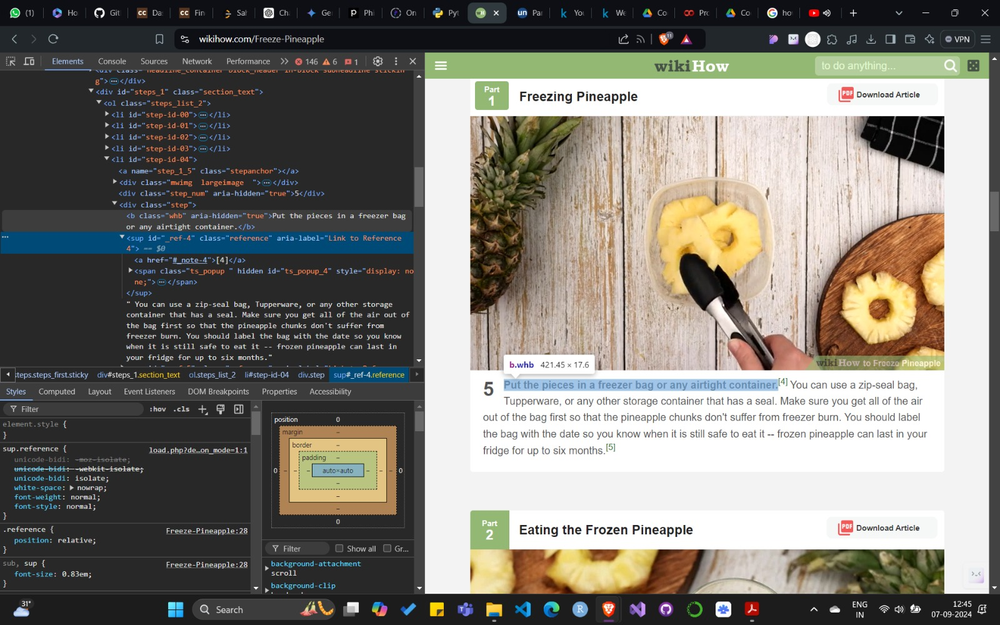 (1)
Ho
Git
Da
Fin
Sal
Cha
Ge
Phi
On
Pyt
Par
You
We
Co
Pro
Co
ho
wikihow.com/Freeze-Pineapple
11
VPN
Elements
Console
Sources
Network
Performance
146
6
1
<div class="headline_container block_header in-block subheadline stickin
g">…</div>
<div id="steps_1" class="section_text">
<ol class="steps_list_2">
<li id="step-id-00">…</li>
<li id="step-id-01">…</li>
<li id="step-id-02">…</li>
<li id="step-id-03">…</li>
<li id="step-id-04">
<a name="step_1_5" class="stepanchor"></a>
<div class="mwimg  largeimage  ">…</div>
<div class="step_num" aria-hidden="true">5</div>
<div class="step">
<b class="whb" aria-hidden="true">Put the pieces in a freezer bag
or any airtight container.</b>
<sup id="_ref-4" class="reference" aria-label="Link to Reference
4"> == $0
<a href="#_note-4">[4]</a>
<span class="ts_popup " hidden id="ts_popup_4" style="display: no
ne;">…</span>
</sup>
" You can use a zip-seal bag, Tupperware, or any other storage
container that has a seal. Make sure you get all of the air out of
the bag first so that the pineapple chunks don't suffer from
freezer burn. You should label the bag with the date so you know
when it is still safe to eat it -- frozen pineapple can last in
your fridge for up to six months."
steps.steps_first.sticky
div#steps_1.section_text
ol.steps_list_2
li#step-id-04
div.step
sup#_ref-4.reference
Styles
Computed
Layout
Event Listeners
DOM Breakpoints
Properties
Accessibility
Filter
:hov
.cls
element.style {
}
sup.reference {
load.php?de…on_mode=1:1
unicode-bidi: -moz-isolate;
unicode-bidi: -webkit-isolate;
unicode-bidi: isolate;
white-space: nowrap;
font-weight: normal;
font-style: normal;
}
.reference {
Freeze-Pineapple:28
position: relative;
}
sub, sup {
Freeze-Pineapple:28
font-size: 0.83em;
}
position
0
margin
–
border
–
padding
–
0
–
–
–
auto×auto
–
–
–
0
–
–
–
0
Filter
Show all
Gr...
background-attachment
scroll
background-clip
wikiHow
to do anything...
Part
1
Freezing Pineapple
PDF
Download Article
wikiHow to Freeze Pineapple
b.whb
421.45 × 17.6
5
Put the pieces in a freezer bag or any airtight container.[4] You can use a zip-seal bag,
Tupperware, or any other storage container that has a seal. Make sure you get all of the air
out of the bag first so that the pineapple chunks don't suffer from freezer burn. You should label
the bag with the date so you know when it is still safe to eat it -- frozen pineapple can last in your
fridge for up to six months.[5]
Part
2
Eating the Frozen Pineapple
PDF
Download Article
31°
Search
ENG
IN
12:45
07-09-2024